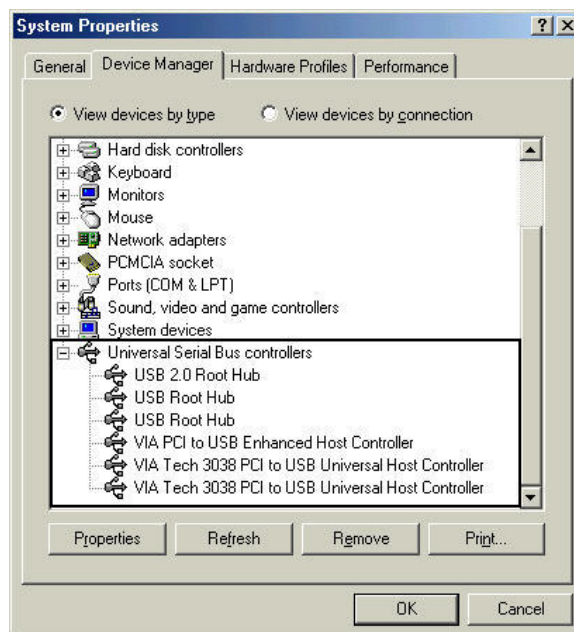 System Properties
General Device Manager Hardware Profiles Performance
View devices by type View devices by connection
Hard disk controllers
Keyboard
Monitors
Mouse
Network adapters
PCMCIA socket
Ports (COM & LPT)
Sound, video and game controllers
System devices
Universal Serial Bus controllers
USB 2.0 Root Hub
USB Root Hub
USB Root Hub
VIA PCI to USB Enhanced Host Controller
VIA Tech 3038 PCI to USB Universal Host Controller
VIA Tech 3038 PCI to USB Universal Host Controller
Properties Refresh Remove Print...
OK Cancel